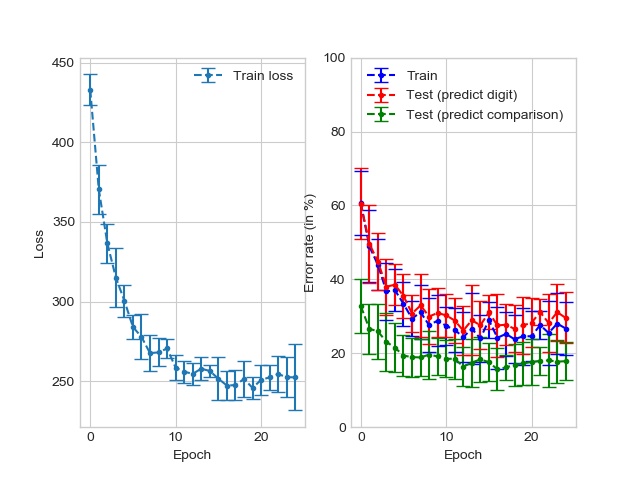 Train loss
450
400
350
300
250
0
10
20
Loss
Epoch
Train
Test (predict digit)
Test (predict comparison)
100
80
60
40
20
0
0
10
20
Error rate (in %)
Epoch